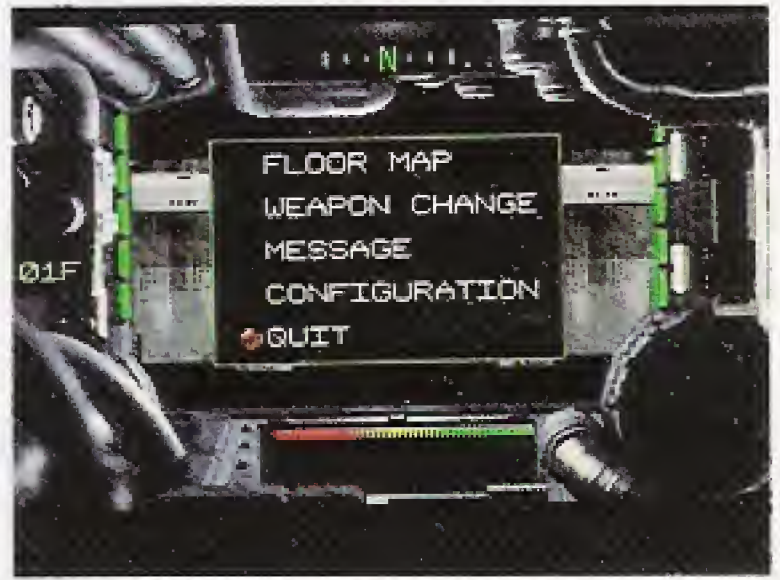 N
FLOOR MAP
WEAPON CHANGE
MESSAGE
CONFIGURATION
01F
QUIT